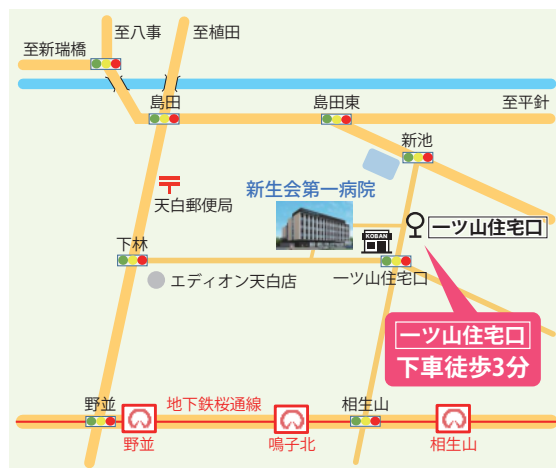 至八事
至植田
至新瑞橋
島田
島田東
至平針
新池
天白郵便局
新生会第一病院
KOBAN
一ツ山住宅口
下林
エディオン天白店
一ツ山住宅口
一ツ山住宅口
下車徒歩3分
野並
地下鉄桜通線
相生山
野並
鳴子北
相生山